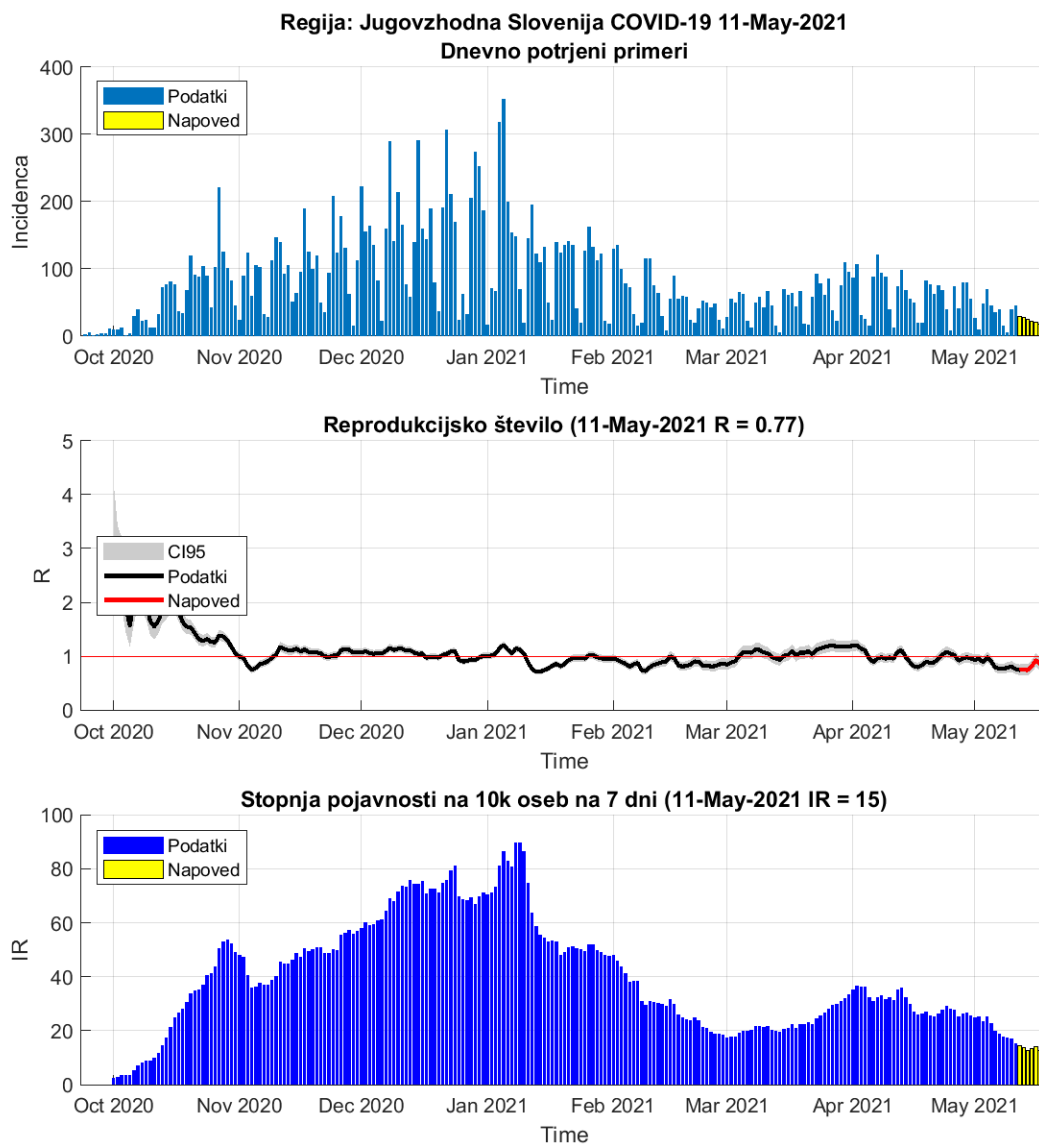 Regija: Jugovzhodna Slovenija COVID-19 11-May-2021
Dnevno potrjeni primeri
400
300
200
100
0
Incidenca
Podatki
Napoved
Oct 2020 Nov 2020 Dec 2020 Jan 2021 Feb 2021 Mar 2021 Apr 2021 May 2021
Time
Reprodukcijsko število (11-May-2021 R = 0.77)
5
4
3
2
1
0
R
CI95
Podatki
Napoved
Oct 2020 Nov 2020 Dec 2020 Jan 2021 Feb 2021 Mar 2021 Apr 2021 May 2021
Time
Stopnja pojavnosti na 10k oseb na 7 dni (11-May-2021 IR = 15)
100
80
60
40
20
0
IR
Podatki
Napoved
Oct 2020 Nov 2020 Dec 2020 Jan 2021 Feb 2021 Mar 2021 Apr 2021 May 2021
Time